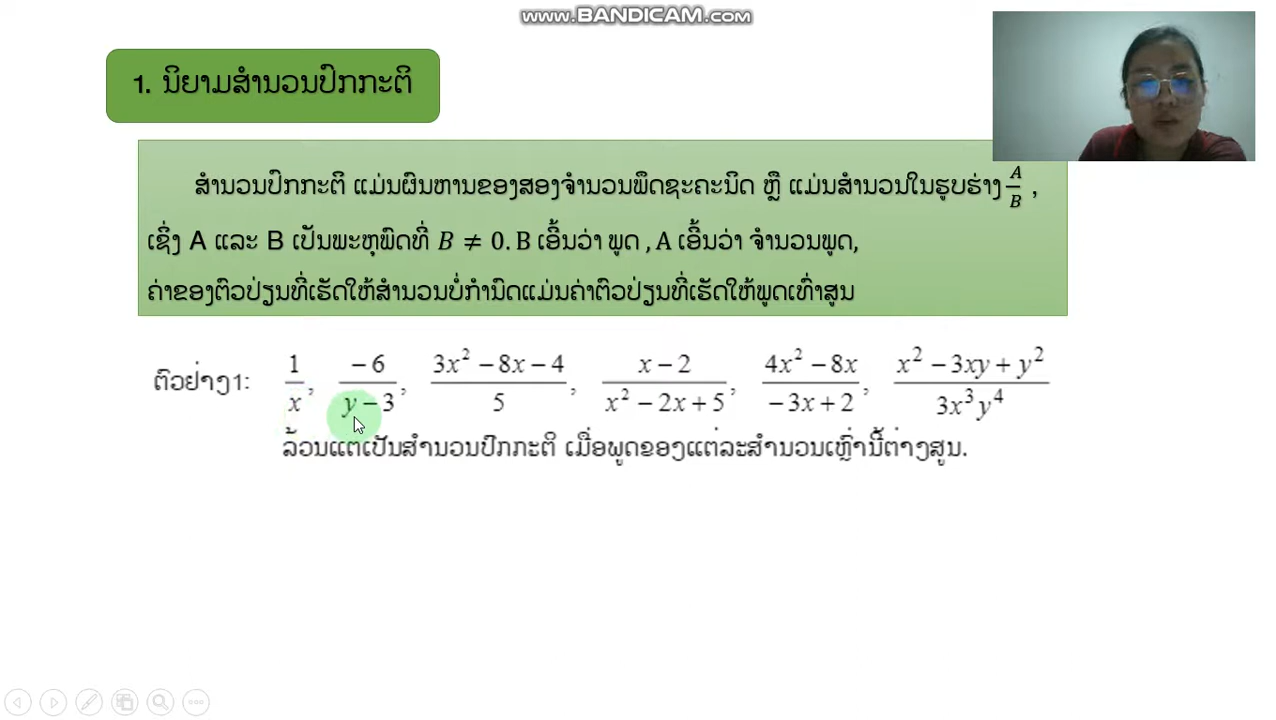 www.BANDICAM.com
1. ນິຍາມສຳນວນປົກກະຕິ
ສຳນວນປົກກະຕິ ແມ່ນຜົນຫານຂອງສອງຈຳນວນພຶດຊະຄະນິດ ຫຼື ແມ່ນສຳນວນໃນຮູບຮ່າງ A/B ,
ເຊິ່ງ A ແລະ B ເປັນພະຫຸພົດທີ່ B ≠ 0. B ເອີ້ນວ່າ ພູດ , A ເອີ້ນວ່າ ຈຳນວນພູດ,
ຄ່າຂອງຕົວປ່ຽນທີ່ເຮັດໃຫ້ສຳນວນບໍ່ກຳນົດແມ່ນຄ່າຕົວປ່ຽນທີ່ເຮັດໃຫ້ພູດເທົ່າສູນ
ຕົວຢ່າງ1: 1/x, (−6)/(y−3), (3x² − 8x − 4)/5, (x − 2)/(x² − 2x + 5), (4x² − 8x)/(−3x + 2), (x² − 3xy + y²)/(3x³y⁴)
ລ້ວນແຕ່ເປັນສຳນວນປົກກະຕິ ເມື່ອພູດຂອງແຕ່ລະສຳນວນເຫຼົ່ານີ້ຕ່າງສູນ.